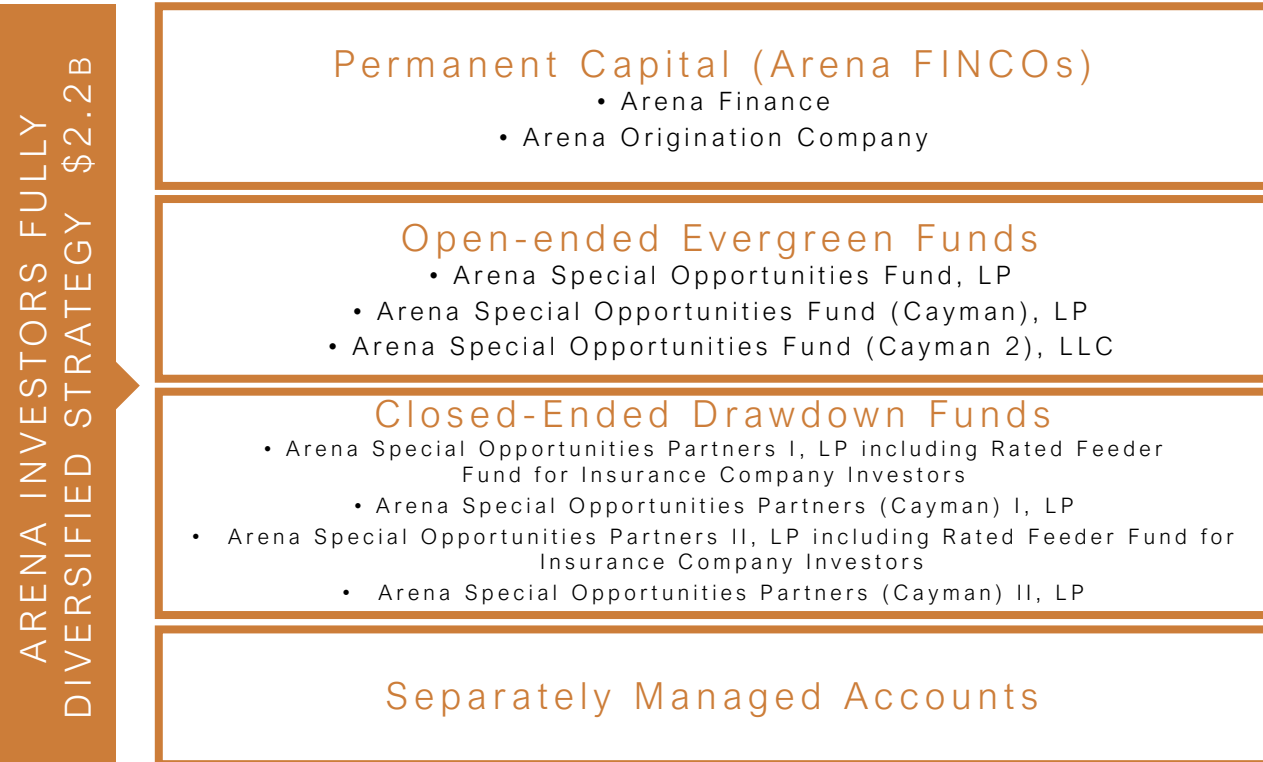 ARENA INVESTORS FULLY
DIVERSIFIED STRATEGY $2.2B
Permanent Capital (Arena FINCOs)
• Arena Finance
• Arena Origination Company
Open-ended Evergreen Funds
• Arena Special Opportunities Fund, LP
• Arena Special Opportunities Fund (Cayman), LP
• Arena Special Opportunities Fund (Cayman 2), LLC
Closed-Ended Drawdown Funds
• Arena Special Opportunities Partners I, LP including Rated Feeder
Fund for Insurance Company Investors
• Arena Special Opportunities Partners (Cayman) I, LP
• Arena Special Opportunities Partners II, LP including Rated Feeder Fund for
Insurance Company Investors
• Arena Special Opportunities Partners (Cayman) II, LP
Separately Managed Accounts